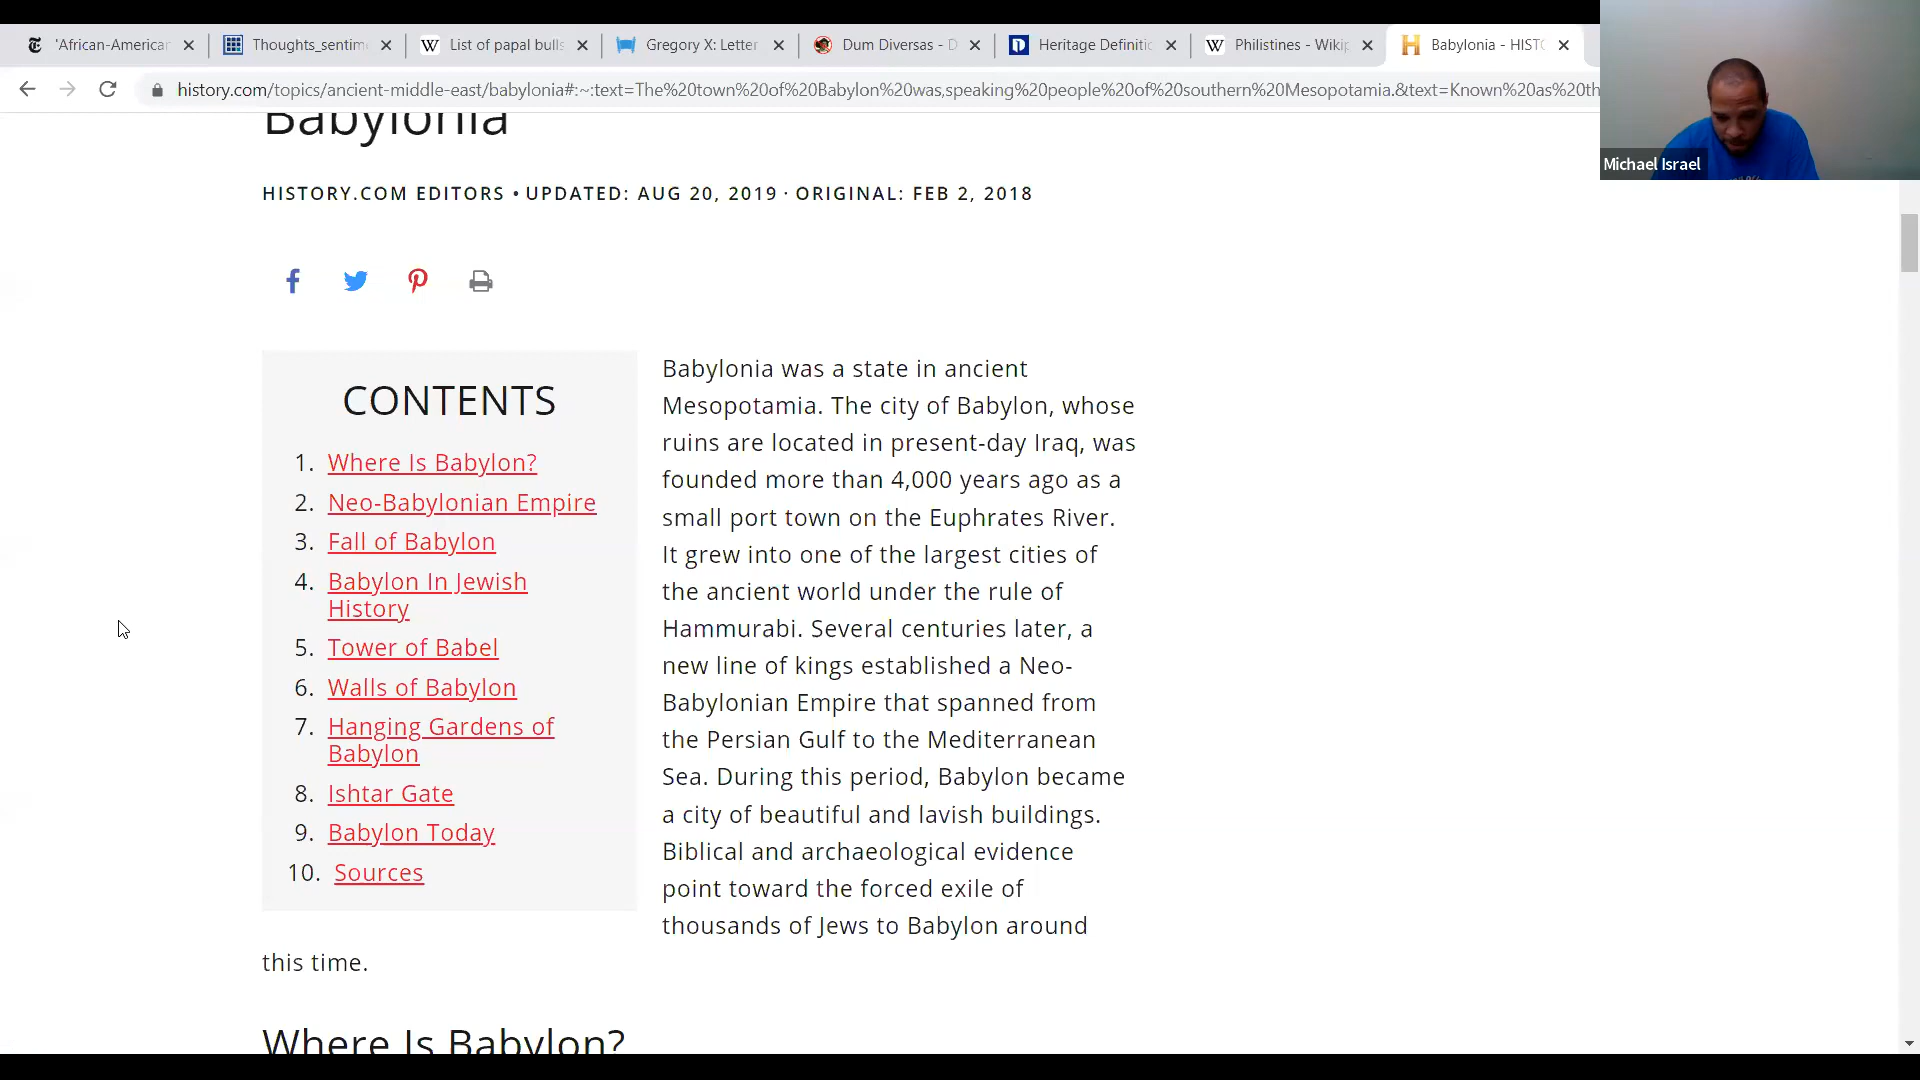 'African-American
Thoughts_sentim
List of papal bulls
Gregory X: Letter
Dum Diversas - D
Heritage Definitio
Philistines - Wikip
Babylonia - HISTO
history.com/topics/ancient-middle-east/babylonia#:~:text=The%20town%20of%20Babylon%20was,speaking%20people%20of%20southern%20Mesopotamia.&text=Known%20as%20th
Michael Israel
Babylonia
HISTORY.COM EDITORS • UPDATED: AUG 20, 2019 · ORIGINAL: FEB 2, 2018
CONTENTS
1. Where Is Babylon?
2. Neo-Babylonian Empire
3. Fall of Babylon
4. Babylon In Jewish
History
5. Tower of Babel
6. Walls of Babylon
7. Hanging Gardens of
Babylon
8. Ishtar Gate
9. Babylon Today
10. Sources
Babylonia was a state in ancient
Mesopotamia. The city of Babylon, whose
ruins are located in present-day Iraq, was
founded more than 4,000 years ago as a
small port town on the Euphrates River.
It grew into one of the largest cities of
the ancient world under the rule of
Hammurabi. Several centuries later, a
new line of kings established a Neo-
Babylonian Empire that spanned from
the Persian Gulf to the Mediterranean
Sea. During this period, Babylon became
a city of beautiful and lavish buildings.
Biblical and archaeological evidence
point toward the forced exile of
thousands of Jews to Babylon around
this time.
Where Is Babylon?